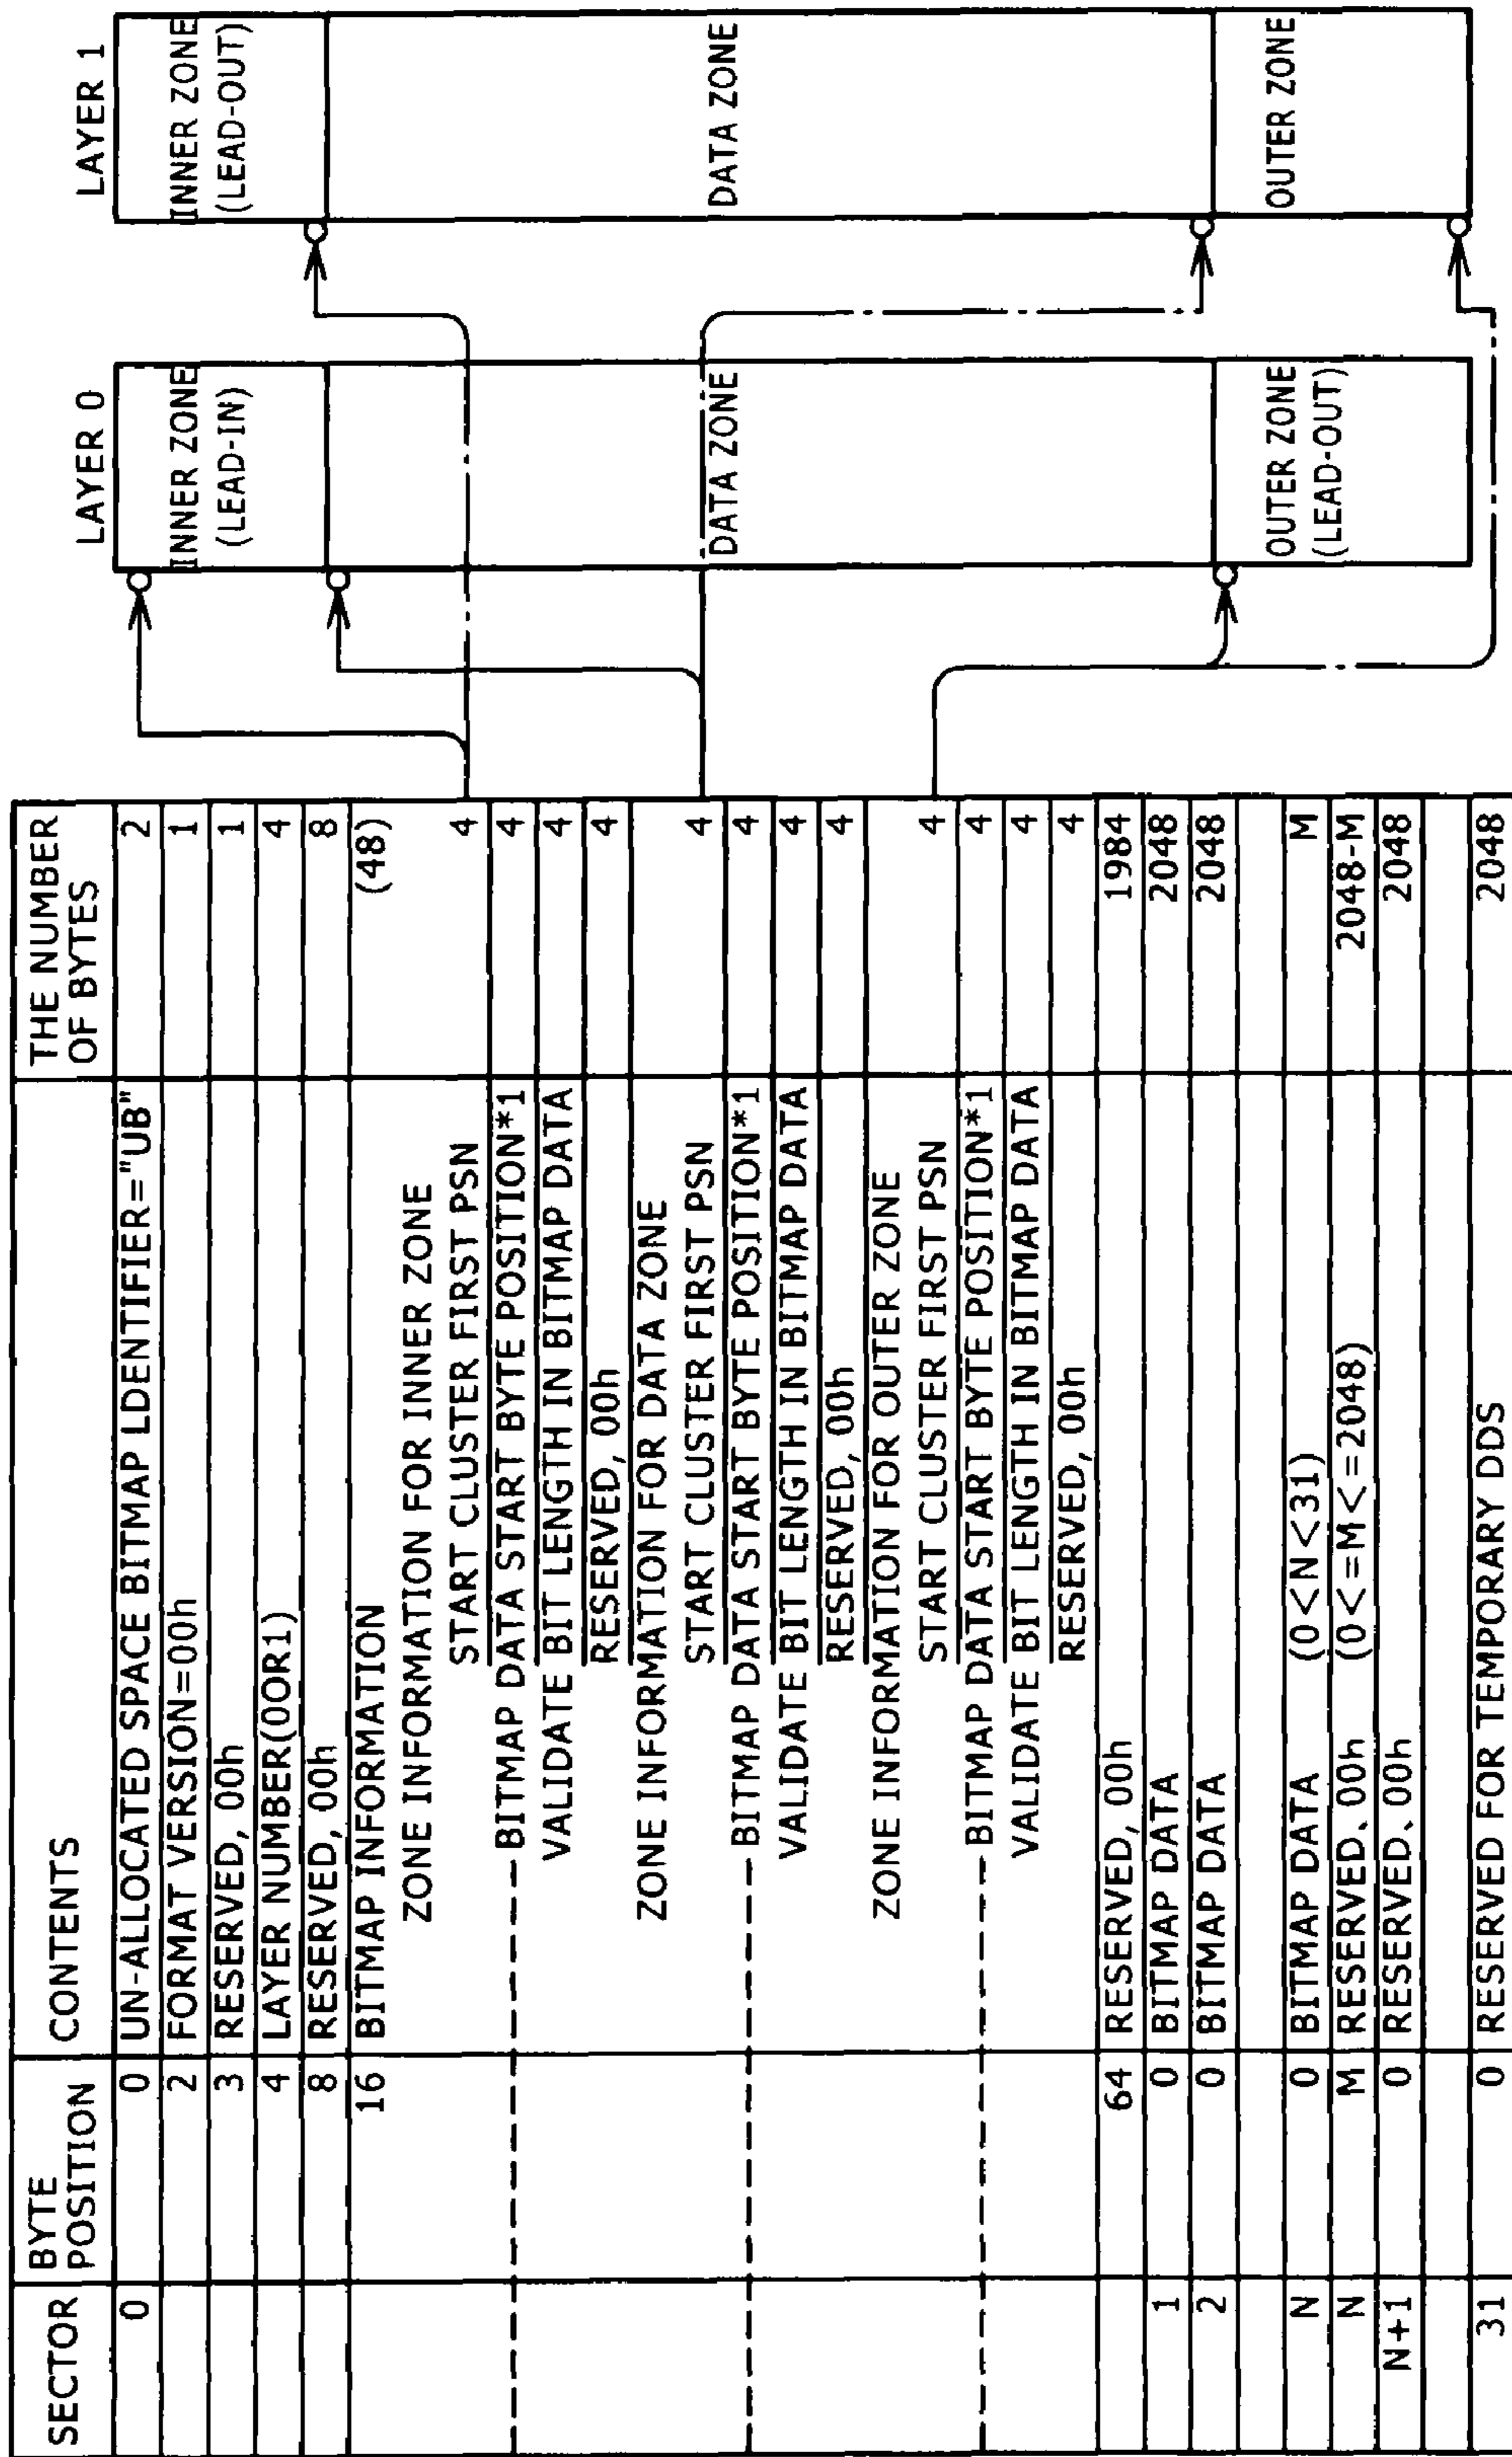 SECTOR BYTE POSITION CONTENTS THE NUMBER OF BYTES
0 0 UN-ALLOCATED SPACE BITMAP LDENTIFIER="UB" 2
2 FORMAT VERSION=00h 1
3 RESERVED, 00h 1
4 LAYER NUMBER(0OR1) 4
8 RESERVED, 00h 8
16 BITMAP INFORMATION (48)
ZONE INFORMATION FOR INNER ZONE
START CLUSTER FIRST PSN 4
BITMAP DATA START BYTE POSITION*1 4
VALIDATE BIT LENGTH IN BITMAP DATA 4
RESERVED, 00h 4
ZONE INFORMATION FOR DATA ZONE
START CLUSTER FIRST PSN 4
BITMAP DATA START BYTE POSITION*1 4
VALIDATE BIT LENGTH IN BITMAP DATA 4
RESERVED, 00h 4
ZONE INFORMATION FOR OUTER ZONE
START CLUSTER FIRST PSN 4
BITMAP DATA START BYTE POSITION*1 4
VALIDATE BIT LENGTH IN BITMAP DATA 4
RESERVED, 00h 4
64 RESERVED, 00h 1984
1 0 BITMAP DATA 2048
2 0 BITMAP DATA 2048
N 0 BITMAP DATA (0<N<31) M
N M RESERVED、00h (0<=M<=2048) 2048-M
N+1 0 RESERVED、00h 2048
31 0 RESERVED FOR TEMPORARY DDS 2048
LAYER 0
INNER ZONE
(LEAD-IN)
DATA ZONE
OUTER ZONE
(LEAD-OUT)
LAYER 1
INNER ZONE
(LEAD-OUT)
DATA ZONE
OUTER ZONE